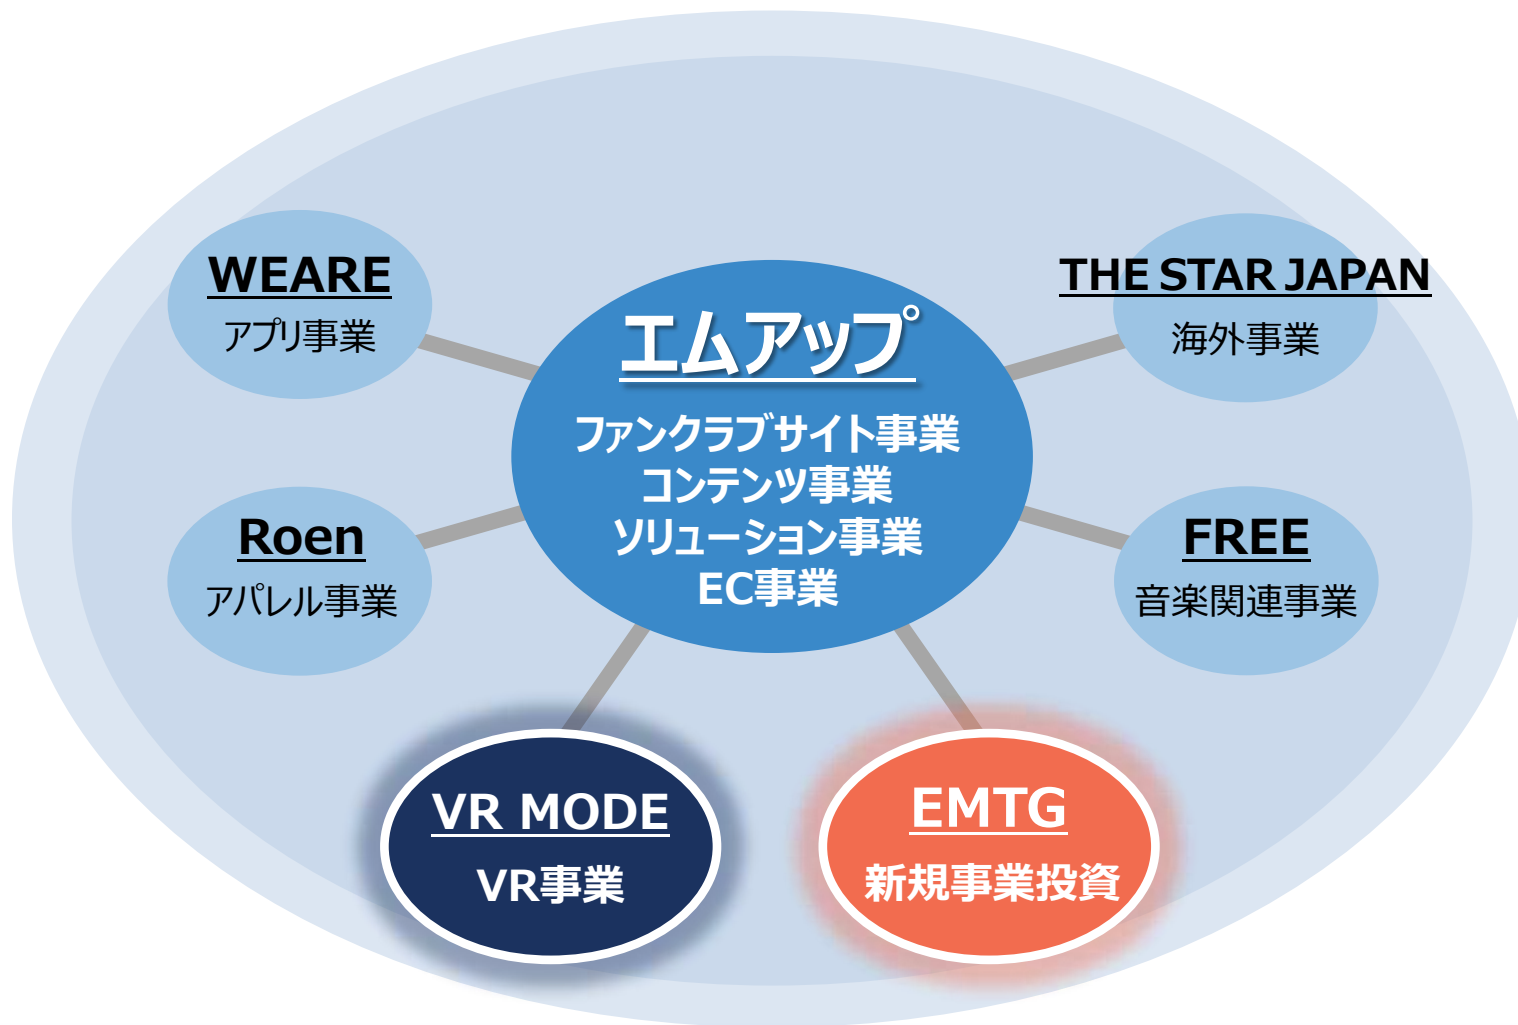 WEARE
アプリ事業
THE STAR JAPAN
海外事業
エムアップ
ファンクラブサイト事業
コンテンツ事業
ソリューション事業
EC事業
Roen
アパレル事業
FREE
音楽関連事業
VR MODE
VR事業
EMTG
新規事業投資